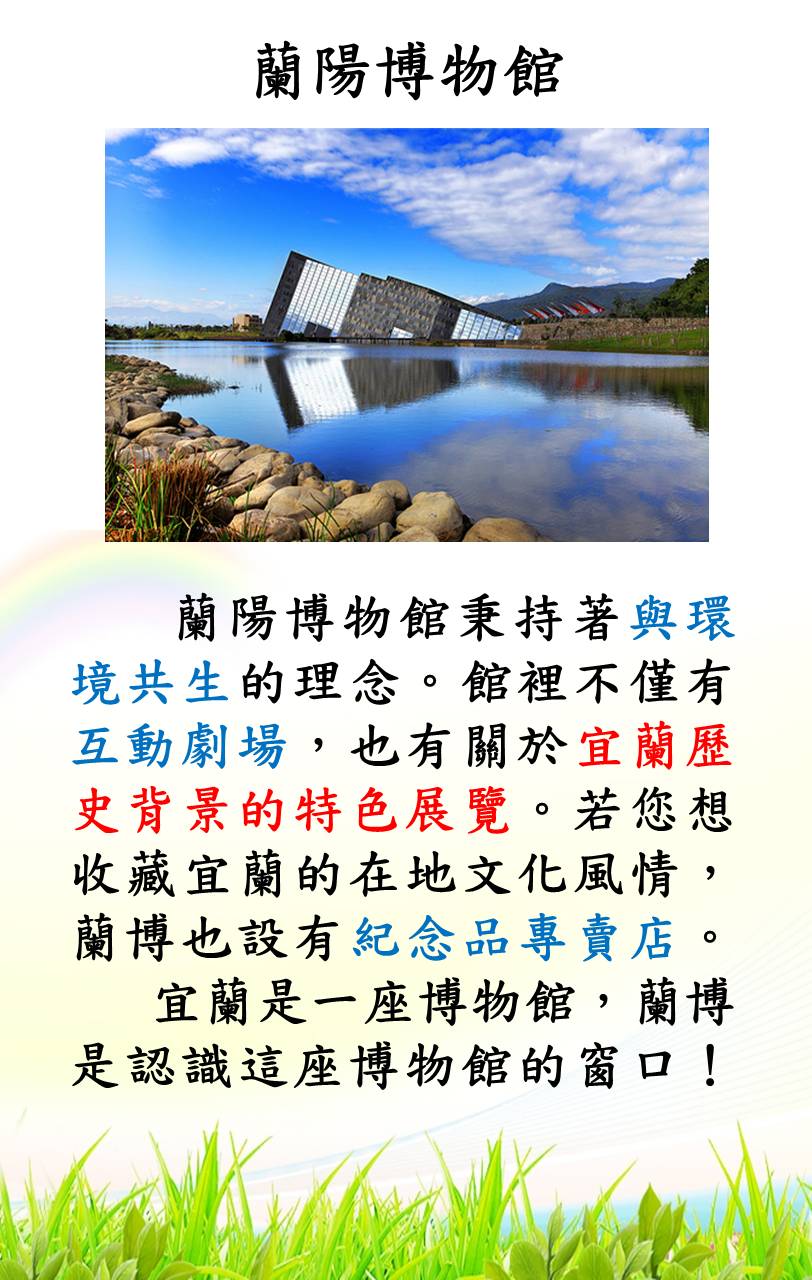 蘭陽博物館
蘭陽博物館秉持著與環
境共生的理念。館裡不僅有
互動劇場，也有關於宜蘭歷
史背景的特色展覽。若您想
收藏宜蘭的在地文化風情，
蘭博也設有紀念品專賣店。
宜蘭是一座博物館，蘭博
是認識這座博物館的窗口！